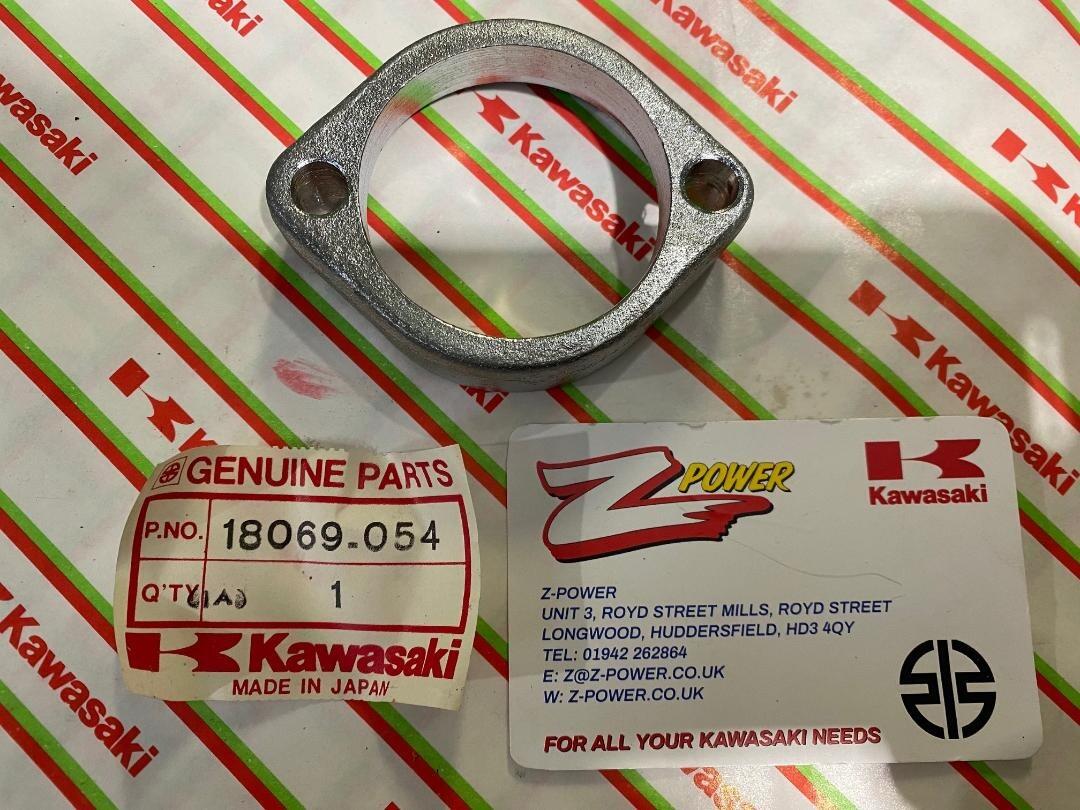 Kawasaki
Kawasaki
Kawasaki
Kawasaki
Kawasaki
Kawasaki
GENUINE PARTS
P.NO. 18069-054
Q'TY (A) 1
Kawasaki
MADE IN JAPAN
Z POWER
Kawasaki
Z-POWER
UNIT 3, ROYD STREET MILLS, ROYD STREET
LONGWOOD, HUDDERSFIELD, HD3 4QY
TEL: 01942 262864
E: Z@Z-POWER.CO.UK
W: Z-POWER.CO.UK
FOR ALL YOUR KAWASAKI NEEDS